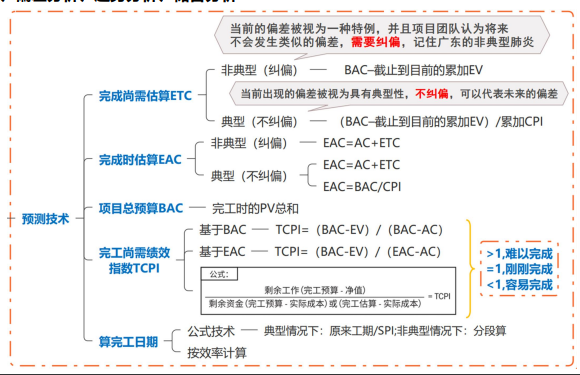 当前的偏差被视为一种特例，并且项目团队认为将来
不会发生类似的偏差，需要纠偏，记住广东的非典型肺炎
非典型（纠偏） BAC–截止到目前的累加EV
完成尚需估算ETC
当前出现的偏差被视为具有典型性，不纠偏，可以代表未来的偏差
典型（不纠偏）（BAC–截止到目前的累加EV）/累加CPI
非典型（纠偏） EAC=AC+ETC
完成时估算EAC
EAC=AC+ETC
典型（不纠偏）
EAC=BAC/CPI
预测技术
项目总预算BAC 完工时的PV总和
基于BAC TCPI=（BAC-EV）/（BAC-AC）
完工尚需绩效
指数TCPI
基于EAC TCPI=（BAC-EV）/（EAC-AC）
>1,难以完成
=1,刚刚完成
<1,容易完成
公式：
剩余工作(完工预算 - 净值)
剩余资金(完工预算 - 实际成本) 或 (完工估算 - 实际成本)
= TCPI
算完工日期
公式技术 典型情况下：原来工期/SPI;非典型情况下：分段算
按效率计算